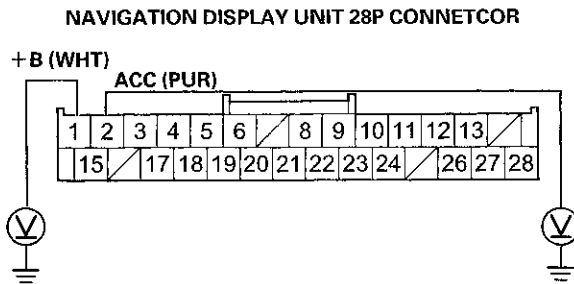 NAVIGATION DISPLAY UNIT 28P CONNETCOR
+B (WHT)
ACC (PUR)
1 2 3 4 5 6 8 9 10 11 12 13
15 17 18 19 20 21 22 23 24 26 27 28
V V